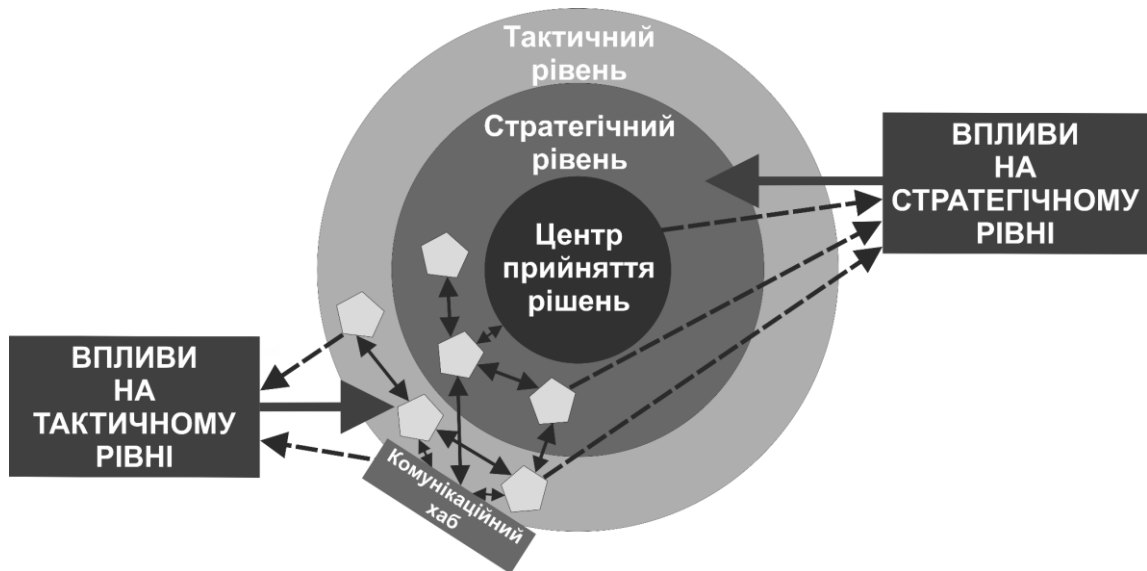 Тактичний
рівень
Стратегічний
рівень
Центр
прийняття
рішень
ВПЛИВИ
НА
СТРАТЕГІЧНОМУ
РІВНІ
ВПЛИВИ
НА
ТАКТИЧНОМУ
РІВНІ
Комунікаційний
хаб